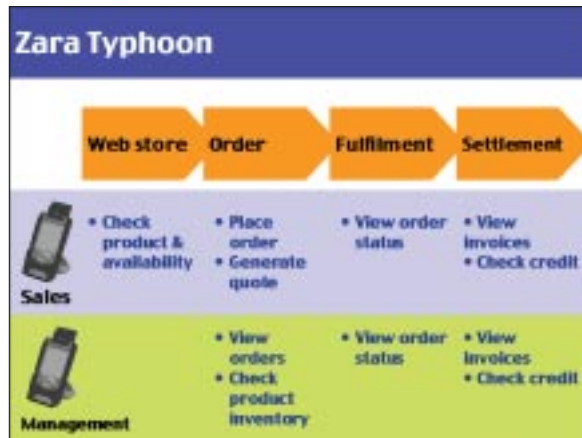 Zara Typhoon
Web store
Order
Fulfilment
Settlement
• Check
product &
availability
• Place
order
• Generate
quote
• View order
status
• View
invoices
• Check credit
Sales
• View
orders
• Check
product
inventory
• View order
status
• View
invoices
• Check credit
Management